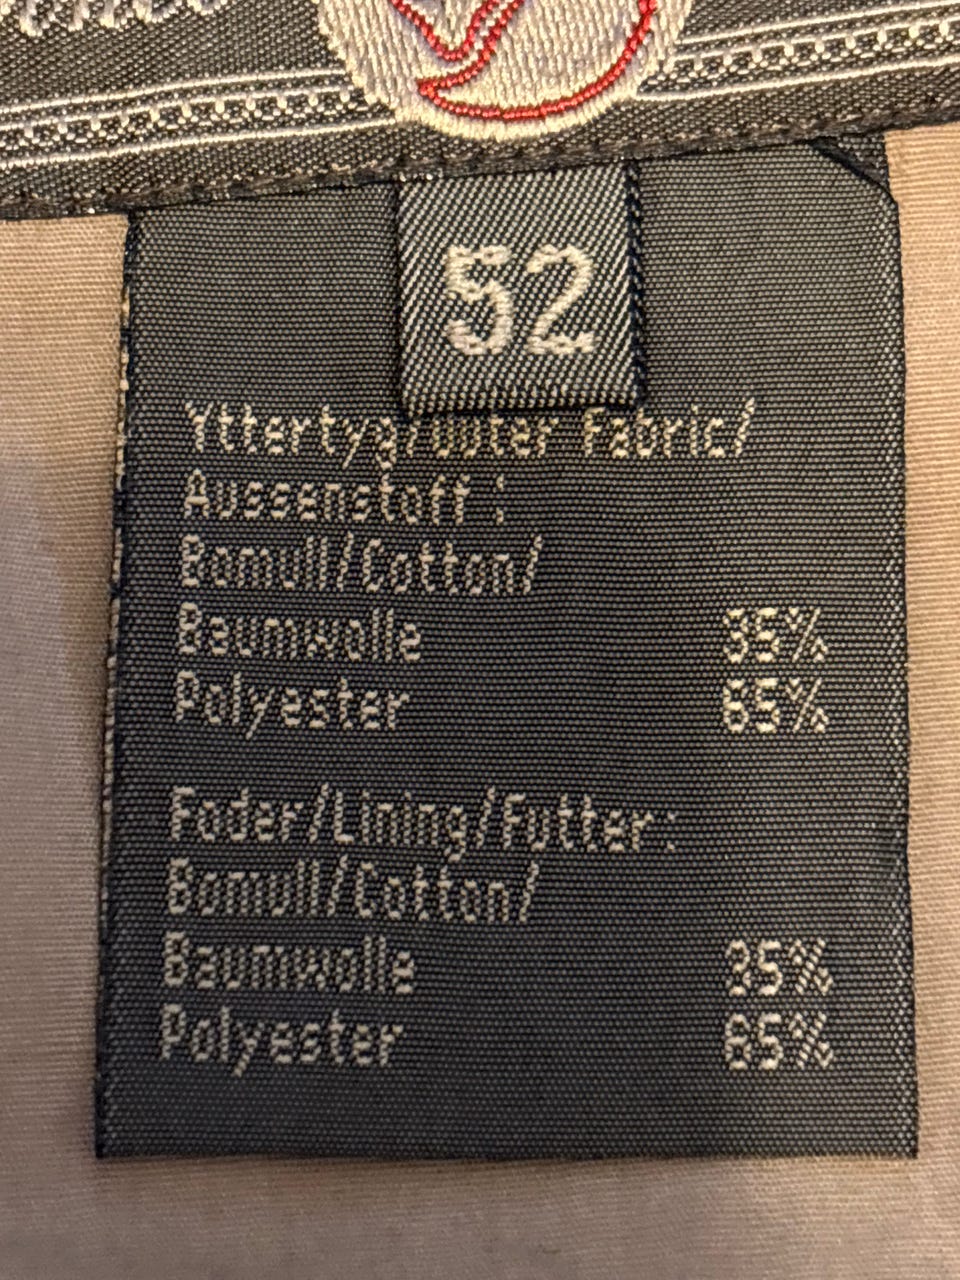 52
Yttertyg/Outer Fabric/
Aussenstoff :
Bomull/Cotton/
Baumwolle 35%
Polyester 65%
Foder/Lining/Futter:
Bomull/Cotton/
Baumwolle 35%
Polyester 65%